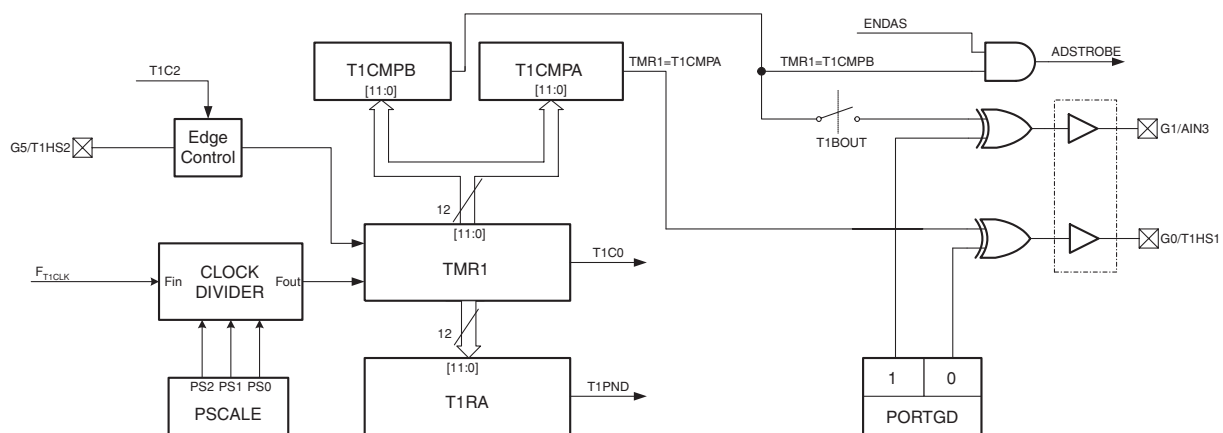 ENDAS
ADSTROBE
T1CMPB
[11:0]
T1CMPA
[11:0]
TMR1=T1CMPA
TMR1=T1CMPB
T1C2
Edge
Control
G5/T1HS2
T1BOUT
G1/AIN3
12
[11:0]
TMR1
T1C0
G0/T1HS1
FT1CLK
Fin
CLOCK
DIVIDER
Fout
12
[11:0]
T1RA
T1PND
PS2 PS1 PS0
PSCALE
1 0
PORTGD